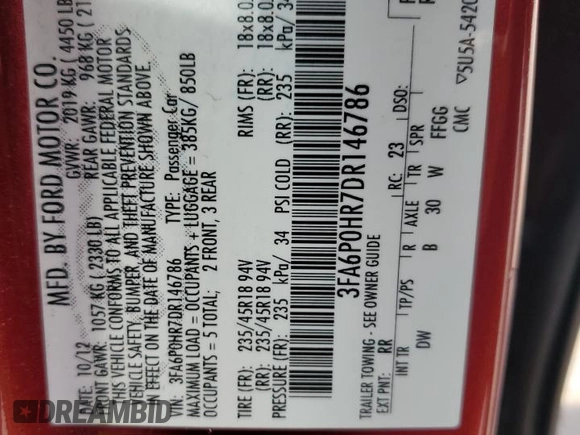 MFD. BY FORD MOTOR CO.
10/12 GVWR: 2019 KG ( 4450 LB
FRONT GAWR: 1057 KG ( 2330 LB) REAR GAWR: 968 KG ( 21
THIS VEHICLE CONFORMS TO ALL APPLICABLE FEDERAL MOTOR
VEHICLE SAFETY, BUMPER, AND THEFT PREVENTION STANDARDS
IN EFFECT ON THE DATE OF MANUFACTURE SHOWN ABOVE.
VIN: 3FA6P0HR7DR146786 TYPE: Passenger Car
MAXIMUM LOAD = OCCUPANTS + LUGGAGE = 385KG/ 850LB
OCCUPANTS = 5 TOTAL; 2 FRONT, 3 REAR
TIRE (FR): 235/45R18 94V RIMS (FR): 18x8.0
(RR): 235/45R18 94V (RR): 18x8.0
PRESSURE (FR): 235 kPa/ 34 PSI COLD (RR): 235 kPa/ 34
3FA6P0HR7DR146786
TRAILER TOWING - SEE OWNER GUIDE
EXT PNT: RR RC: 23 DSO:
INT TR TP/PS R AXLE TR SPR
DW B 30 W FFGG
CMC ▽5U5A-5420
DREAMBID